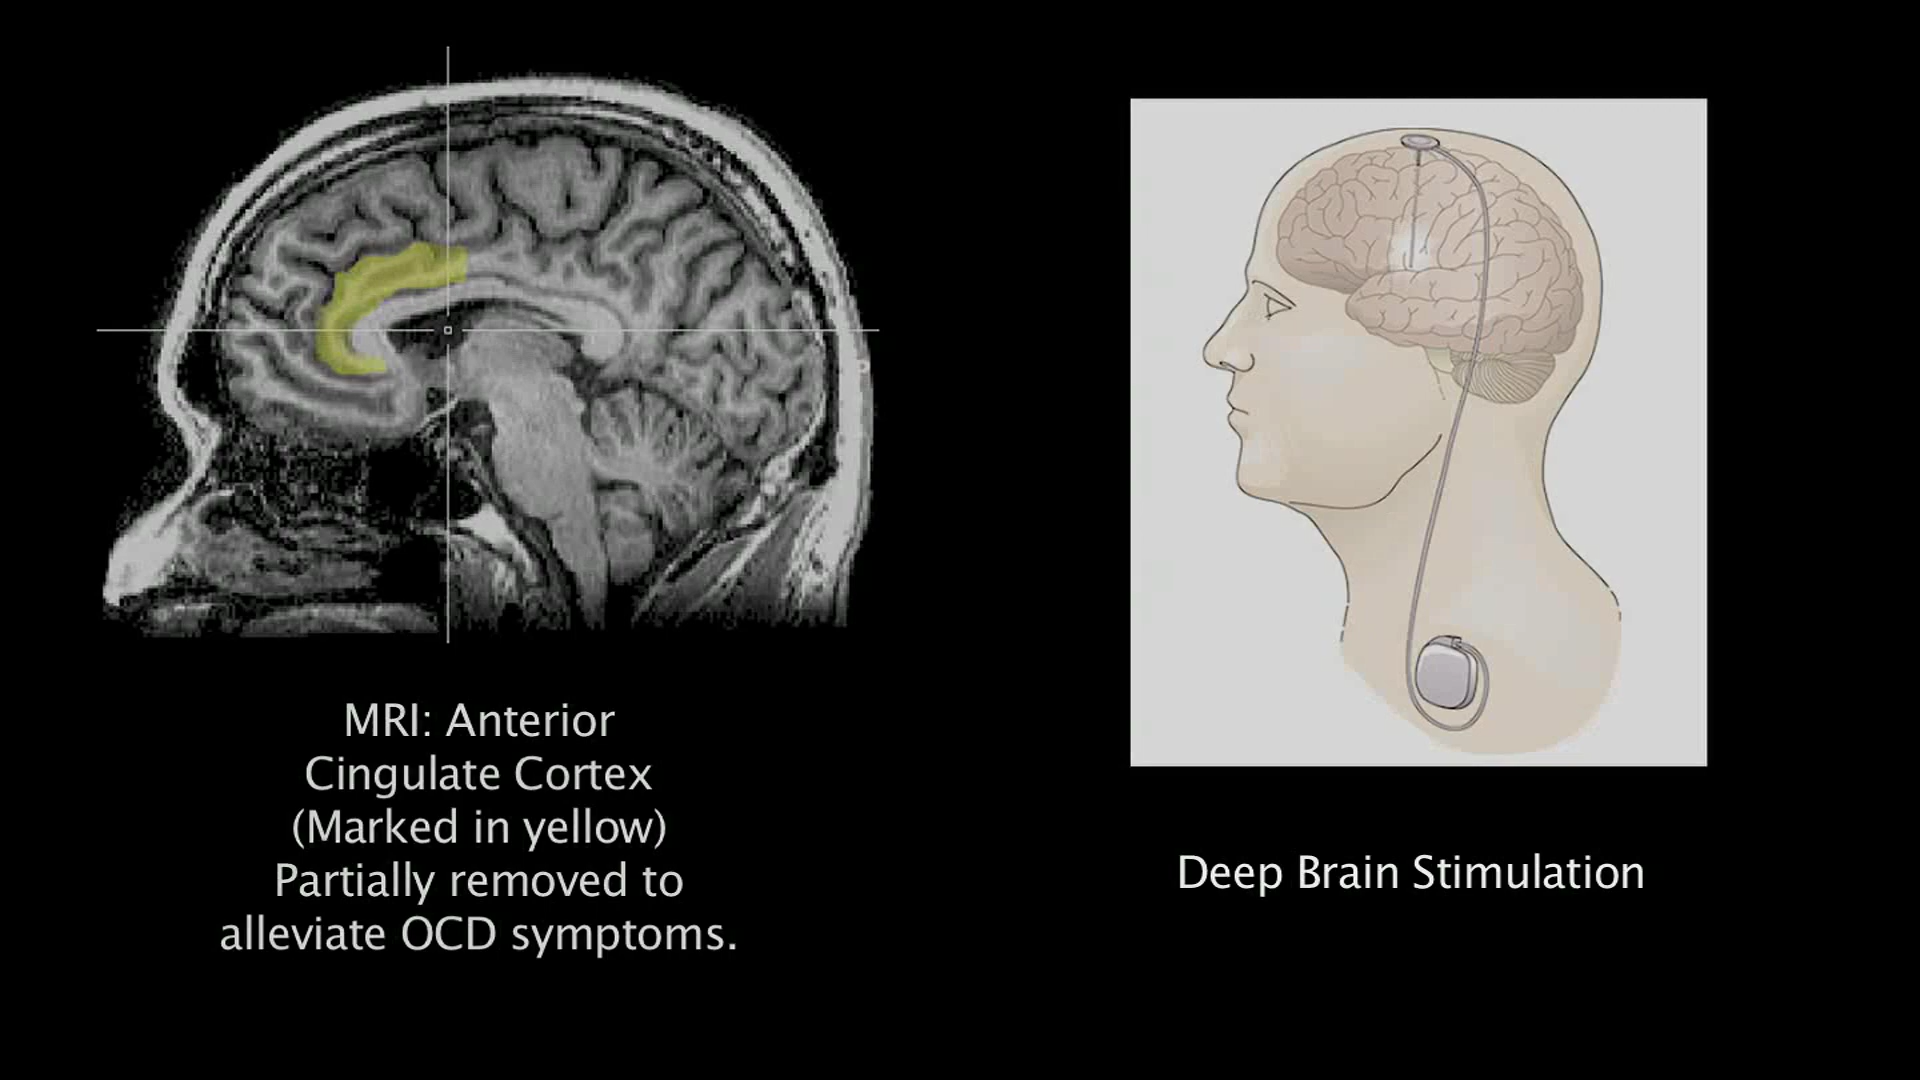 MRI: Anterior
Cingulate Cortex
(Marked in yellow)
Partially removed to
alleviate OCD symptoms.
Deep Brain Stimulation